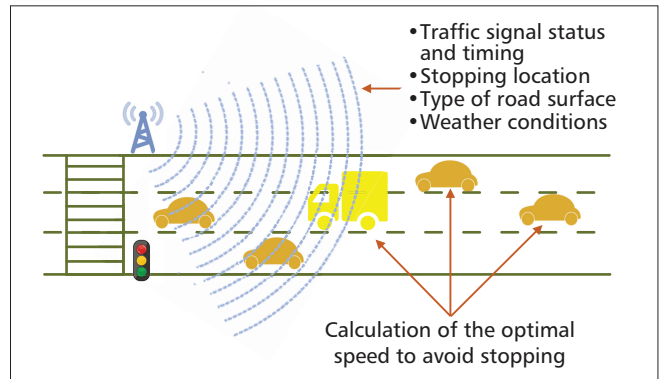 •Traffic signal status
and timing
•Stopping location
•Type of road surface
•Weather conditions
Calculation of the optimal
speed to avoid stopping